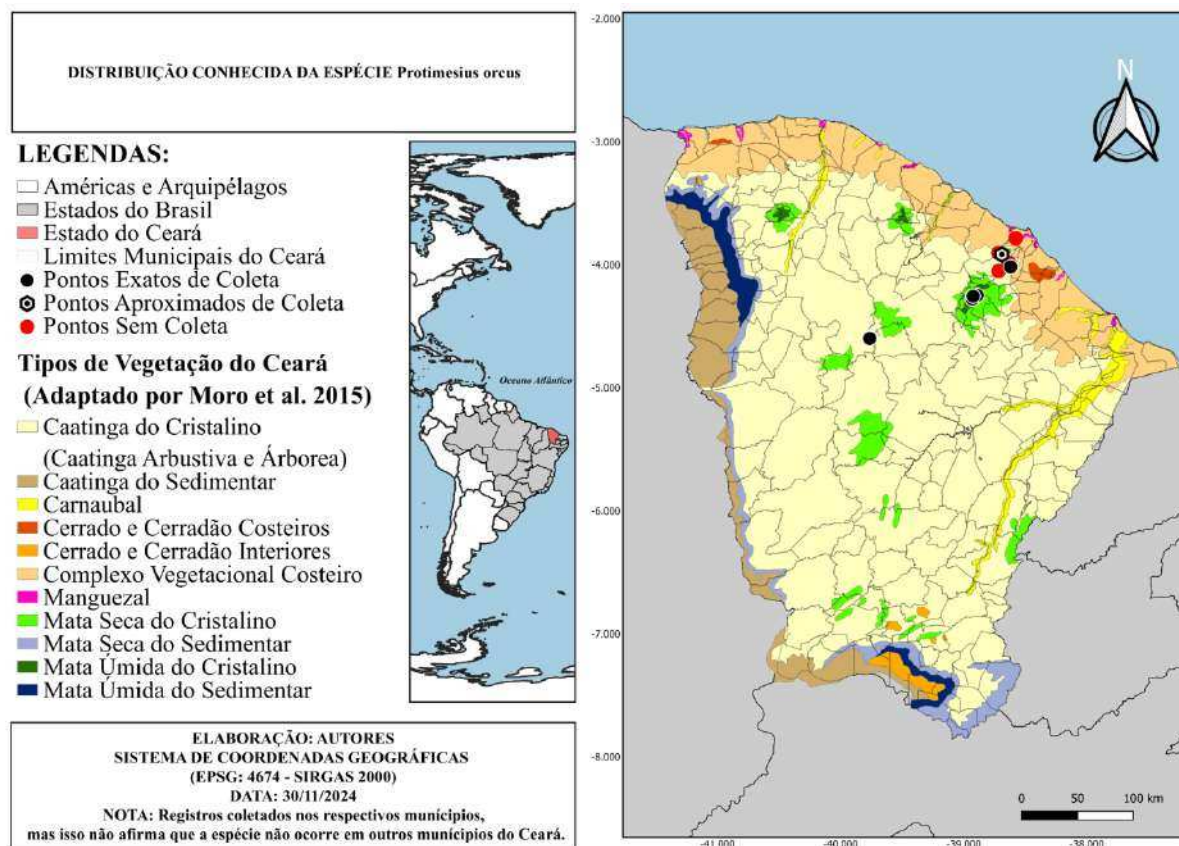 DISTRIBUIÇÃO CONHECIDA DA ESPÉCIE Protimesius orcus
LEGENDAS:
Américas e Arquipélagos
Estados do Brasil
Estado do Ceará
Limites Municipais do Ceará
Pontos Exatos de Coleta
Pontos Aproximados de Coleta
Pontos Sem Coleta
Tipos de Vegetação do Ceará
(Adaptado por Moro et al. 2015)
Caatinga do Cristalino
(Caatinga Arbustiva e Árborea)
Caatinga do Sedimentar
Carnaubal
Cerrado e Cerradão Costeiros
Cerrado e Cerradão Interiores
Complexo Vegetacional Costeiro
Manguezal
Mata Seca do Cristalino
Mata Seca do Sedimentar
Mata Úmida do Cristalino
Mata Úmida do Sedimentar
Oceano Atlântico
ELABORAÇÃO: AUTORES
SISTEMA DE COORDENADAS GEOGRÁFICAS
(EPSG: 4674 - SIRGAS 2000)
DATA: 30/11/2024
NOTA: Registros coletados nos respectivos munícipios,
mas isso não afirma que a espécie não ocorre em outros munícipios do Ceará.
-2.000
-3.000
-4.000
-5.000
-6.000
-7.000
-8.000
N
0 50 100 km
-41.000 -40.000 -39.000 -38.000